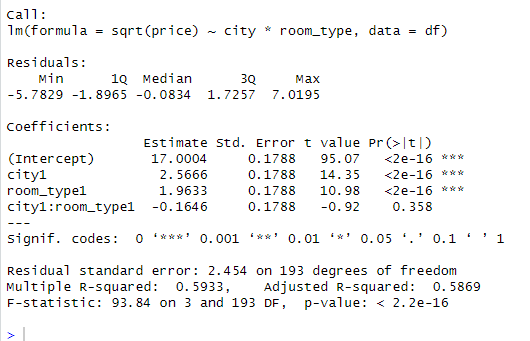 Call:
lm(formula = sqrt(price) ~ city * room_type, data = df)
Residuals:
Min 1Q Median 3Q Max
-5.7829 -1.8965 -0.0834 1.7257 7.0195
Coefficients:
Estimate Std. Error t value Pr(>|t|)
(Intercept) 17.0004 0.1788 95.07 <2e-16 ***
city1 2.5666 0.1788 14.35 <2e-16 ***
room_type1 1.9633 0.1788 10.98 <2e-16 ***
city1:room_type1 -0.1646 0.1788 -0.92 0.358
---
Signif. codes: 0 ‘***’ 0.001 ‘**’ 0.01 ‘*’ 0.05 ‘.’ 0.1 ‘ ’ 1
Residual standard error: 2.454 on 193 degrees of freedom
Multiple R-squared: 0.5933, Adjusted R-squared: 0.5869
F-statistic: 93.84 on 3 and 193 DF, p-value: < 2.2e-16
>